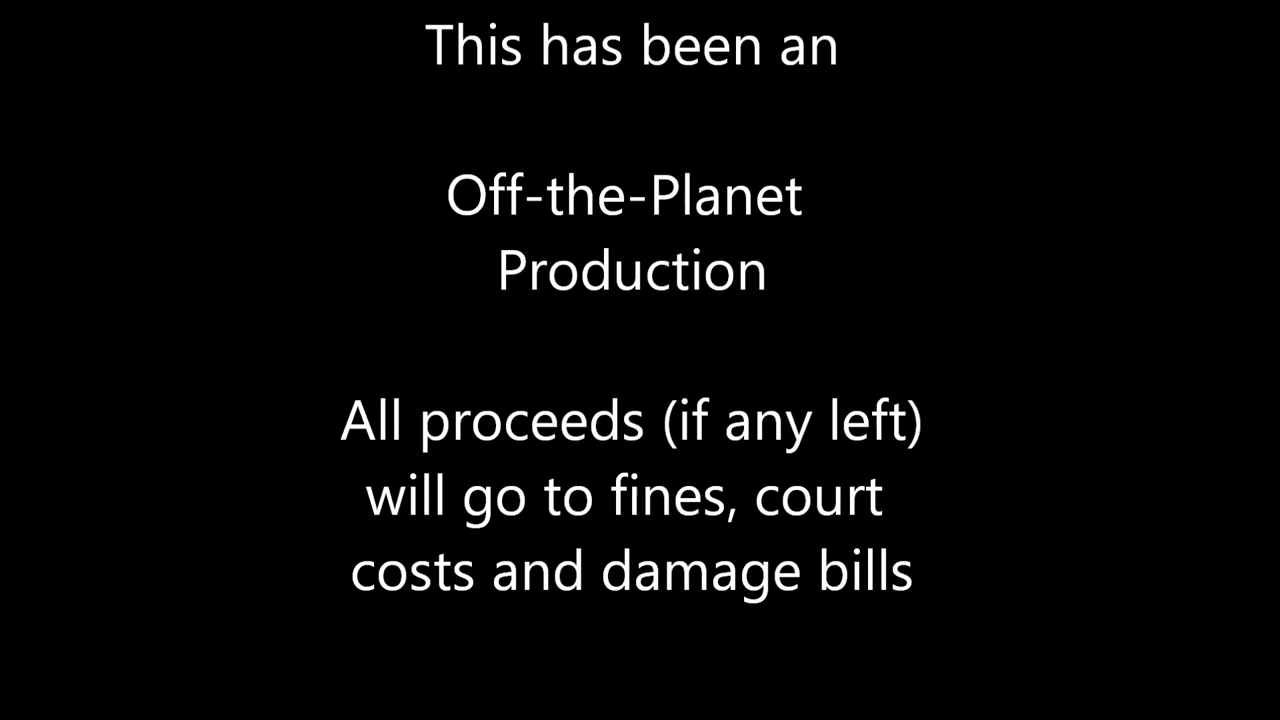 This has been an
Off-the-Planet
Production
All proceeds (if any left)
will go to fines, court
costs and damage bills